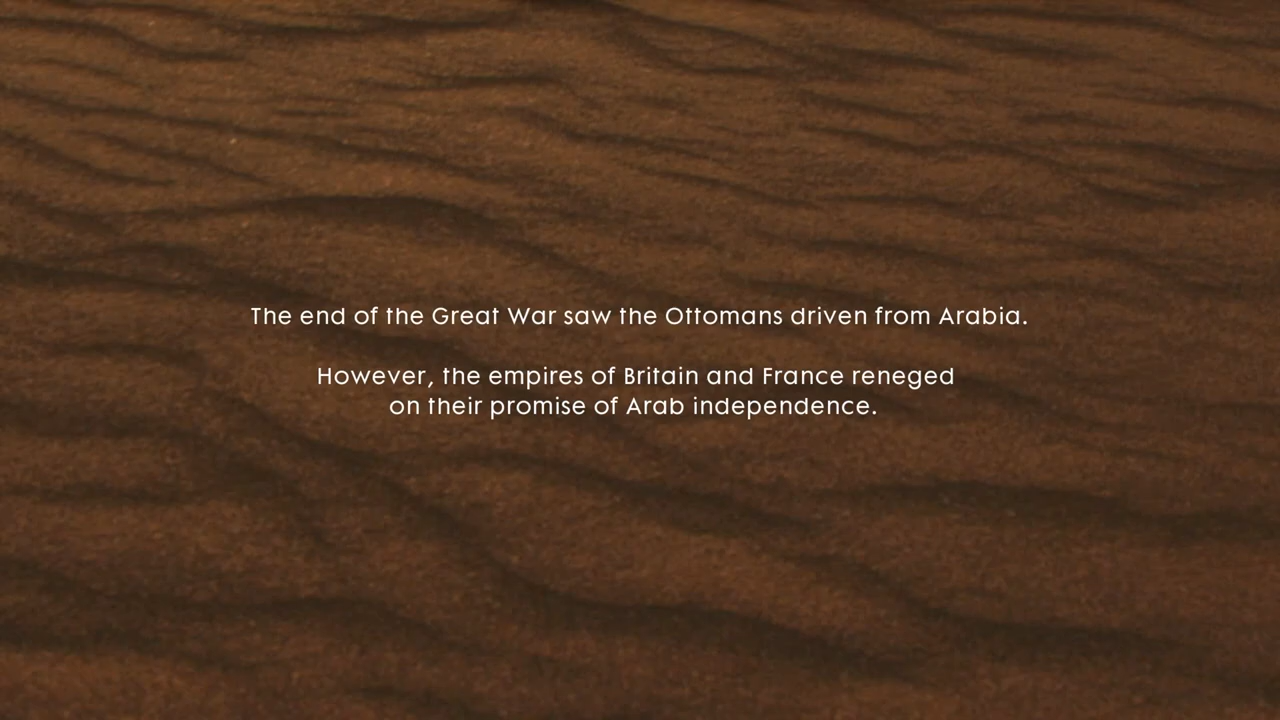 The end of the Great War saw the Ottomans driven from Arabia.
However, the empires of Britain and France reneged
on their promise of Arab independence.